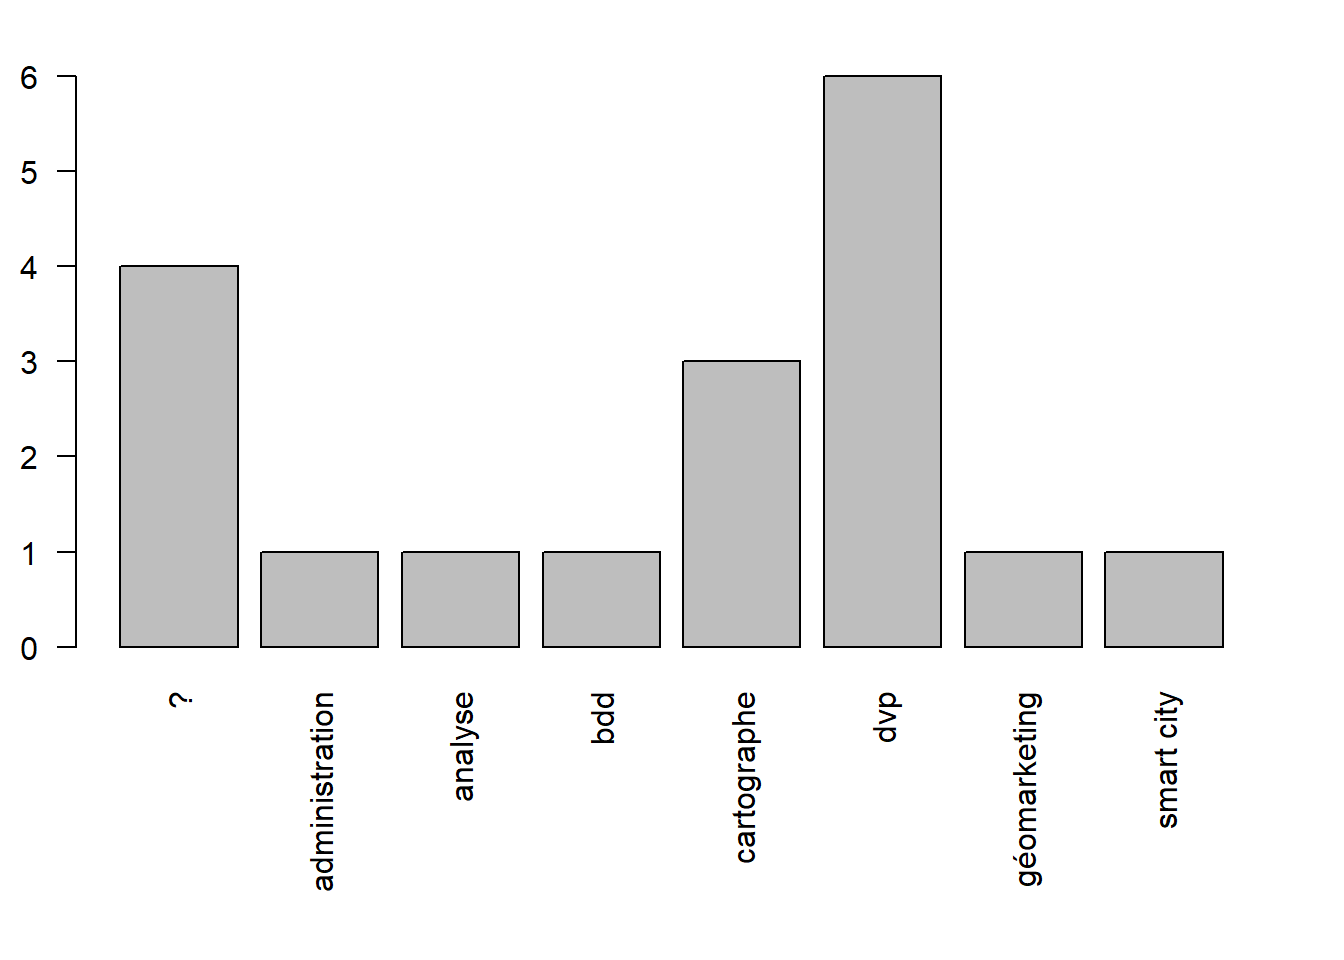 6
5
4
3
2
1
0
?
administration
analyse
bdd
cartographe
dvp
géomarketing
smart city